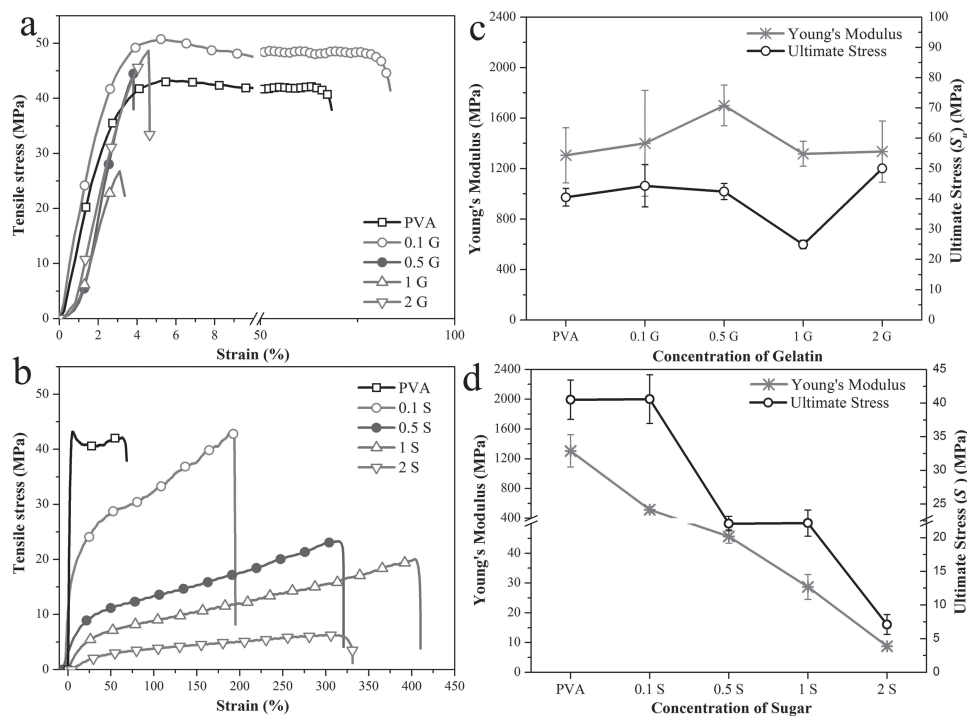 a
Tensile stress (MPa)
50
40
30
20
10
0
PVA
0.1 G
0.5 G
1 G
2 G
0 2 4 6 8 50 100
Strain (%)
c
Young's Modulus (MPa)
2400
2000
1600
1200
800
400
0
Young's Modulus
Ultimate Stress
100
90
80
70
60
50
40
30
20
10
0
Ultimate Stress (Su) (MPa)
PVA 0.1 G 0.5 G 1 G 2 G
Concentration of Gelatin
b
Tensile stress (MPa)
50
40
30
20
10
0
PVA
0.1 S
0.5 S
1 S
2 S
0 50 100 150 200 250 300 350 400 450
Strain (%)
d
Young's Modulus (MPa)
2400
2000
1600
1200
800
400
40
30
20
10
0
Young's Modulus
Ultimate Stress
45
40
35
30
25
20
15
10
5
0
Ultimate Stress (S ) (MPa)
PVA 0.1 S 0.5 S 1 S 2 S
Concentration of Sugar